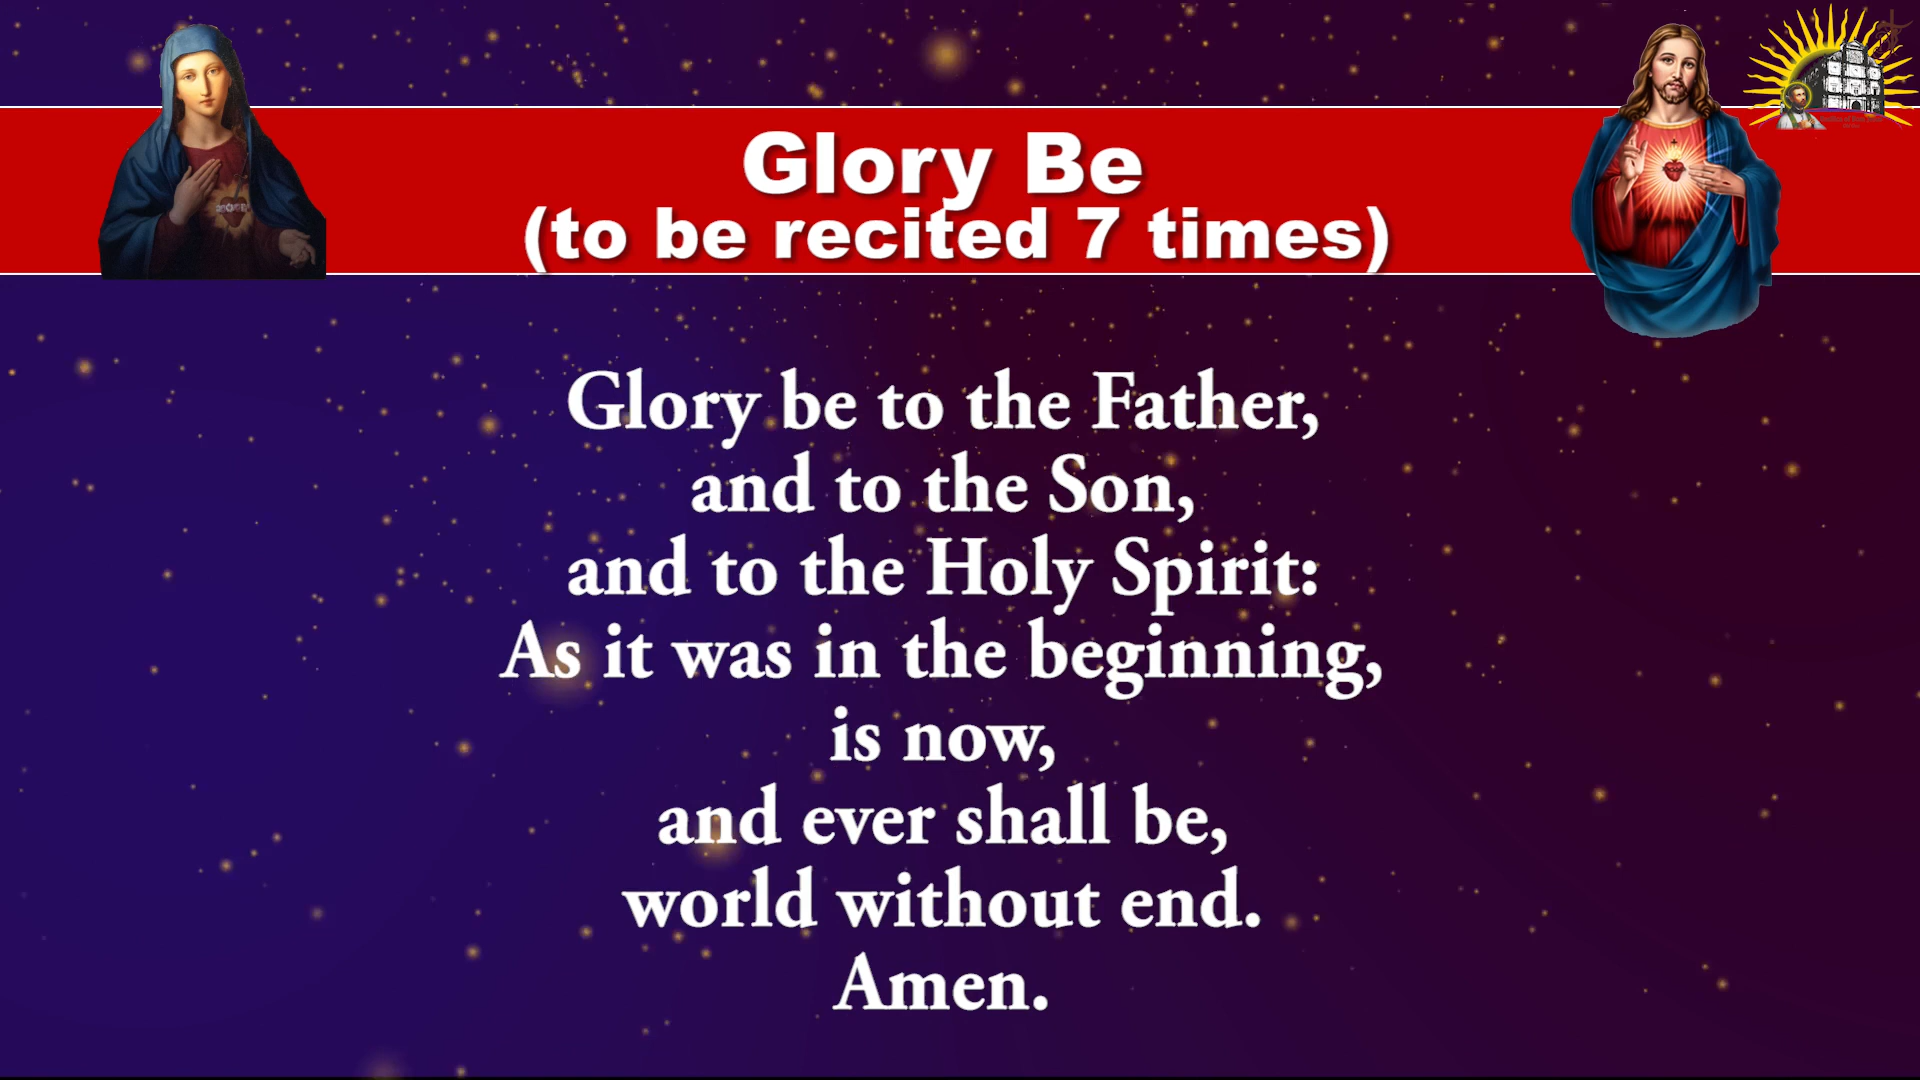 Glory Be
(to be recited 7 times)
Glory be to the Father,
and to the Son,
and to the Holy Spirit:
As it was in the beginning,
is now,
and ever shall be,
world without end.
Amen.